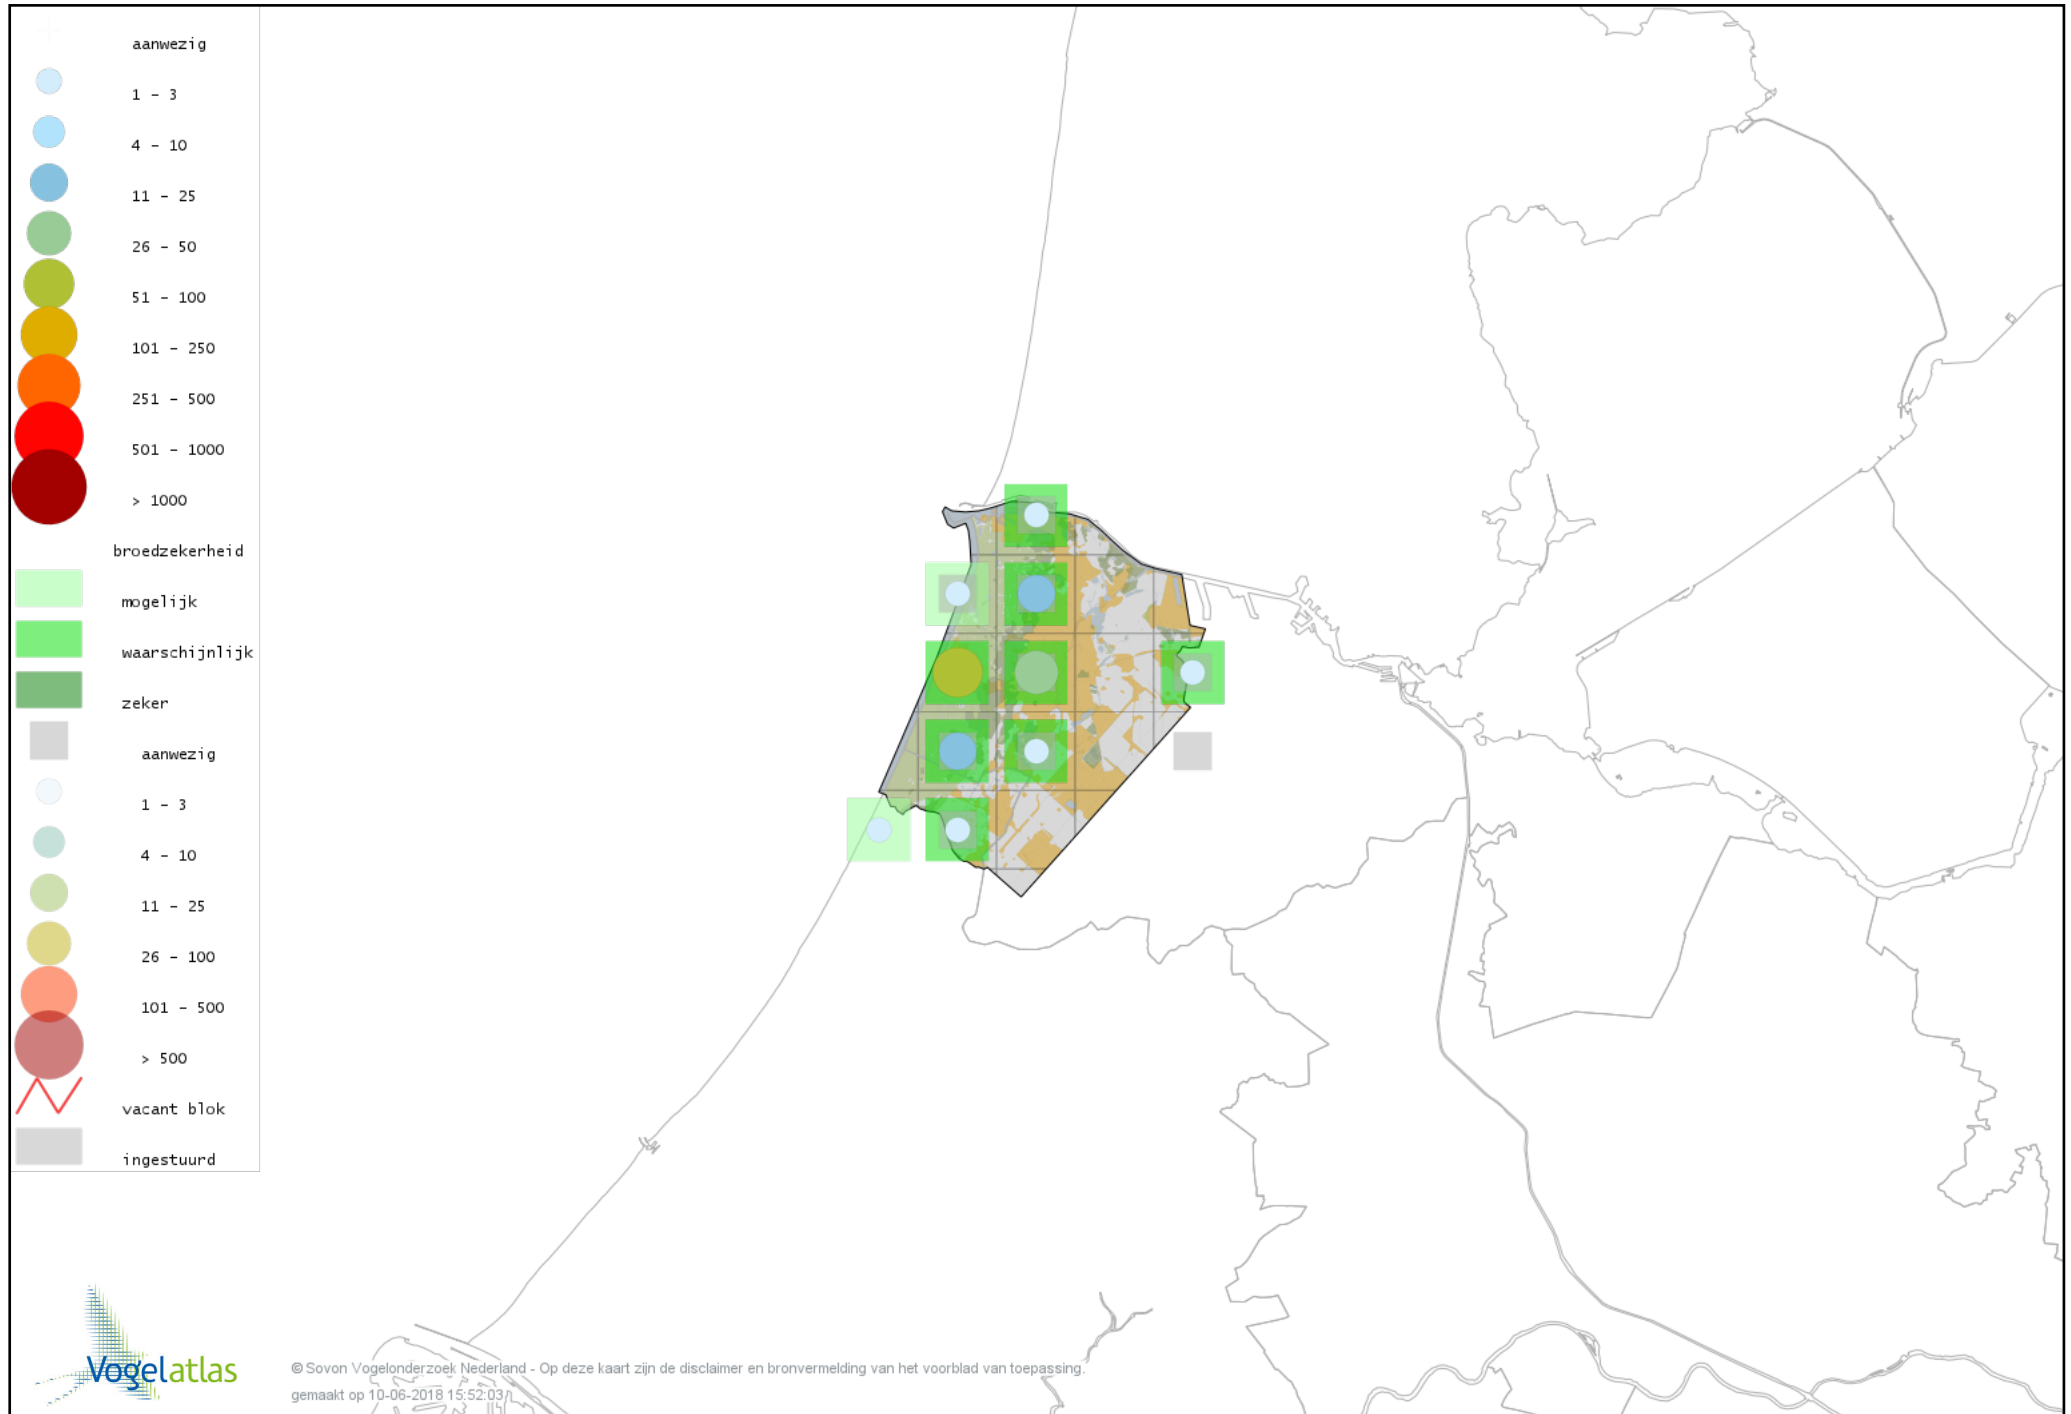 aanwezig
1 - 3
4 - 10
11 - 25
26 - 50
51 - 100
101 - 250
251 - 500
501 - 1000
> 1000
broedzekerheid
mogelijk
waarschijnlijk
zeker
aanwezig
1 - 3
4 - 10
11 - 25
26 - 100
101 - 500
> 500
vacant blok
ingestuurd
Vogelatlas
© Sovon Vogelonderzoek Nederland - Op deze kaart zijn de disclaimer en bronvermelding van het voorblad van toepassing.
gemaakt op 10-06-2018 15:52:03